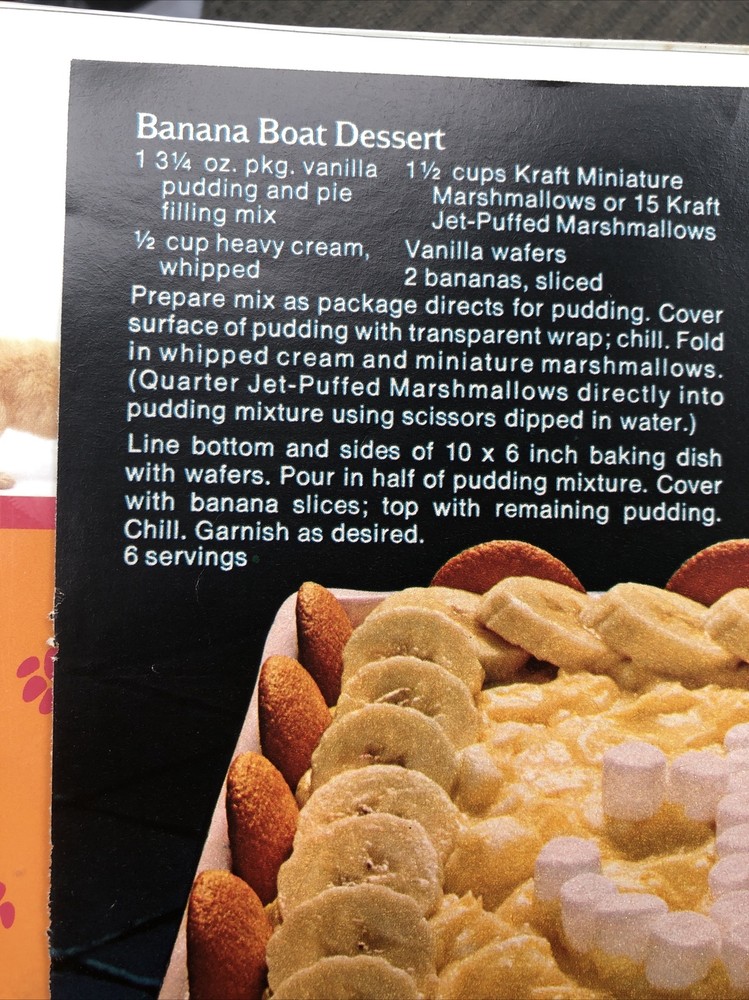 Banana Boat Dessert
1 3¼ oz. pkg. vanilla
pudding and pie
filling mix
½ cup heavy cream,
whipped
1½ cups Kraft Miniature
Marshmallows or 15 Kraft
Jet-Puffed Marshmallows
Vanilla wafers
2 bananas, sliced
Prepare mix as package directs for pudding. Cover
surface of pudding with transparent wrap; chill. Fold
in whipped cream and miniature marshmallows.
(Quarter Jet-Puffed Marshmallows directly into
pudding mixture using scissors dipped in water.)
Line bottom and sides of 10 x 6 inch baking dish
with wafers. Pour in half of pudding mixture. Cover
with banana slices; top with remaining pudding.
Chill. Garnish as desired.
6 servings